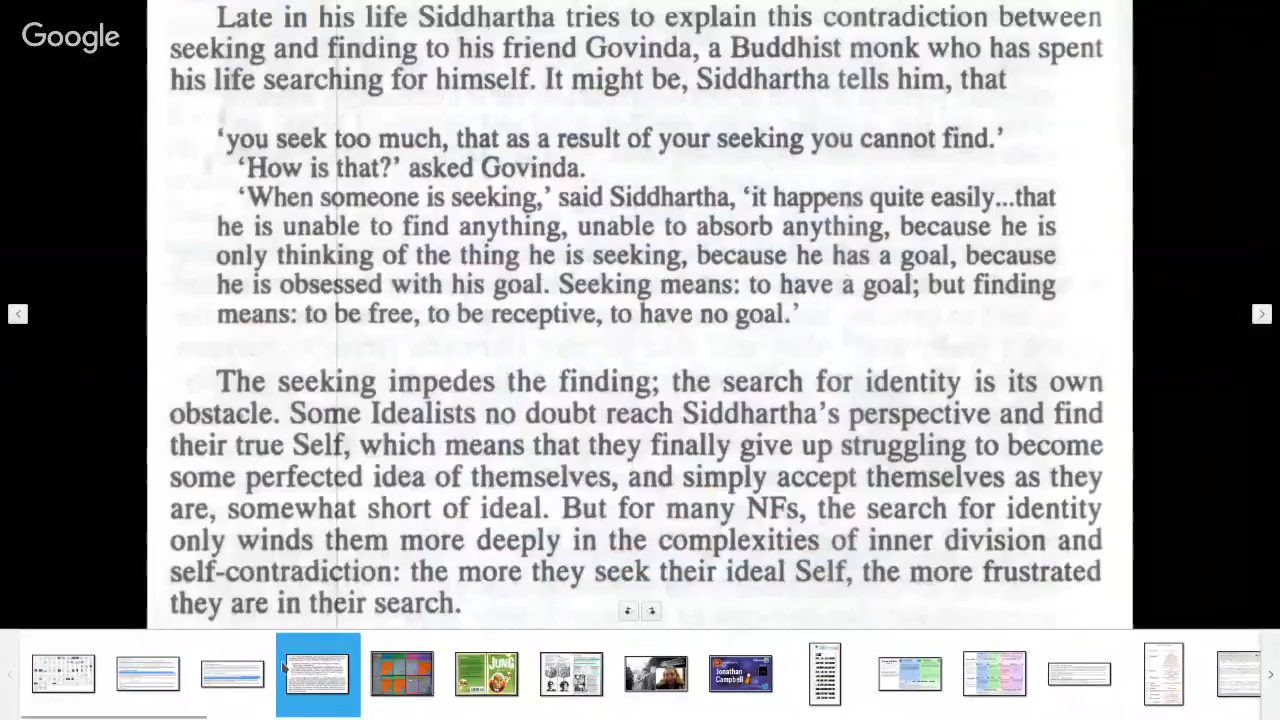 Google
Late in his life Siddhartha tries to explain this contradiction between
seeking and finding to his friend Govinda, a Buddhist monk who has spent
his life searching for himself. It might be, Siddhartha tells him, that
‘you seek too much, that as a result of your seeking you cannot find.’
‘How is that?’ asked Govinda.
‘When someone is seeking,’ said Siddhartha, ‘it happens quite easily...that
he is unable to find anything, unable to absorb anything, because he is
only thinking of the thing he is seeking, because he has a goal, because
he is obsessed with his goal. Seeking means: to have a goal; but finding
means: to be free, to be receptive, to have no goal.’
The seeking impedes the finding; the search for identity is its own
obstacle. Some Idealists no doubt reach Siddhartha’s perspective and find
their true Self, which means that they finally give up struggling to become
some perfected idea of themselves, and simply accept themselves as they
are, somewhat short of ideal. But for many NFs, the search for identity
only winds them more deeply in the complexities of inner division and
self-contradiction: the more they seek their ideal Self, the more frustrated
they are in their search.
JUNG
Jonathan
Campbell